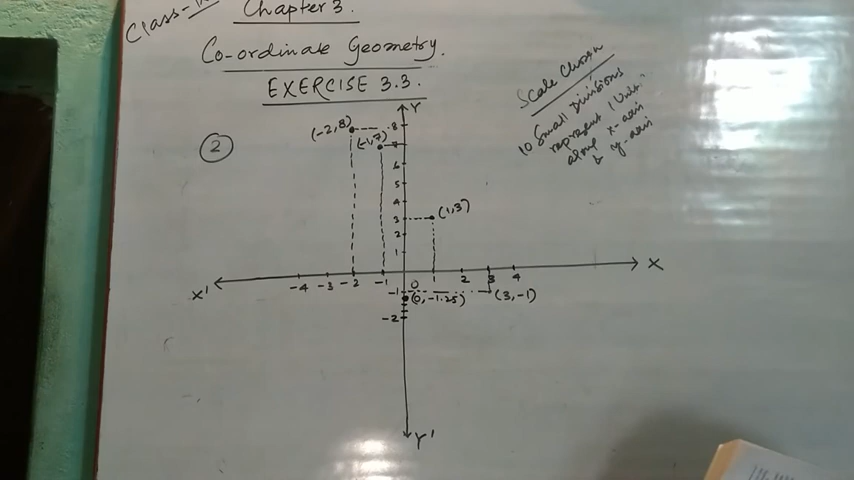 Class-
Chapter 3.
Co-ordinate Geometry.
EXERCISE 3.3.
Scale Chosen
10 Small Divisions
represent 1 Unit
along x-axis
& y-axis
2
Y
(-2,8) 8
(-1,7) 7
6
5
4
3 (1,3)
2
1
X' -4 -3 -2 -1 0 1 2 3 4 X
-1 (0,-1.25) (3,-1)
-2
Y'